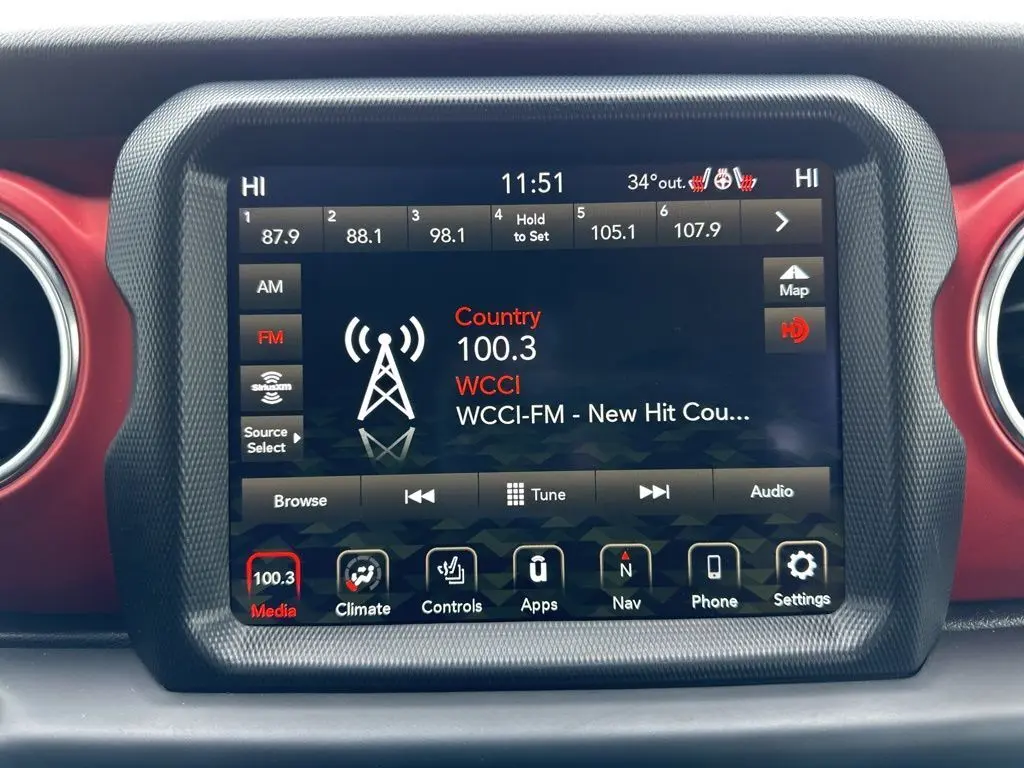 HI 11:51 34°out. HI
1 87.9 2 88.1 3 98.1 4 Hold to Set 5 105.1 6 107.9
AM
Map
FM
HD
SiriusXM
Source
Select
Country
100.3
WCCI
WCCI-FM - New Hit Cou...
Browse Tune Audio
100.3 N
Media Climate Controls Apps Nav Phone Settings